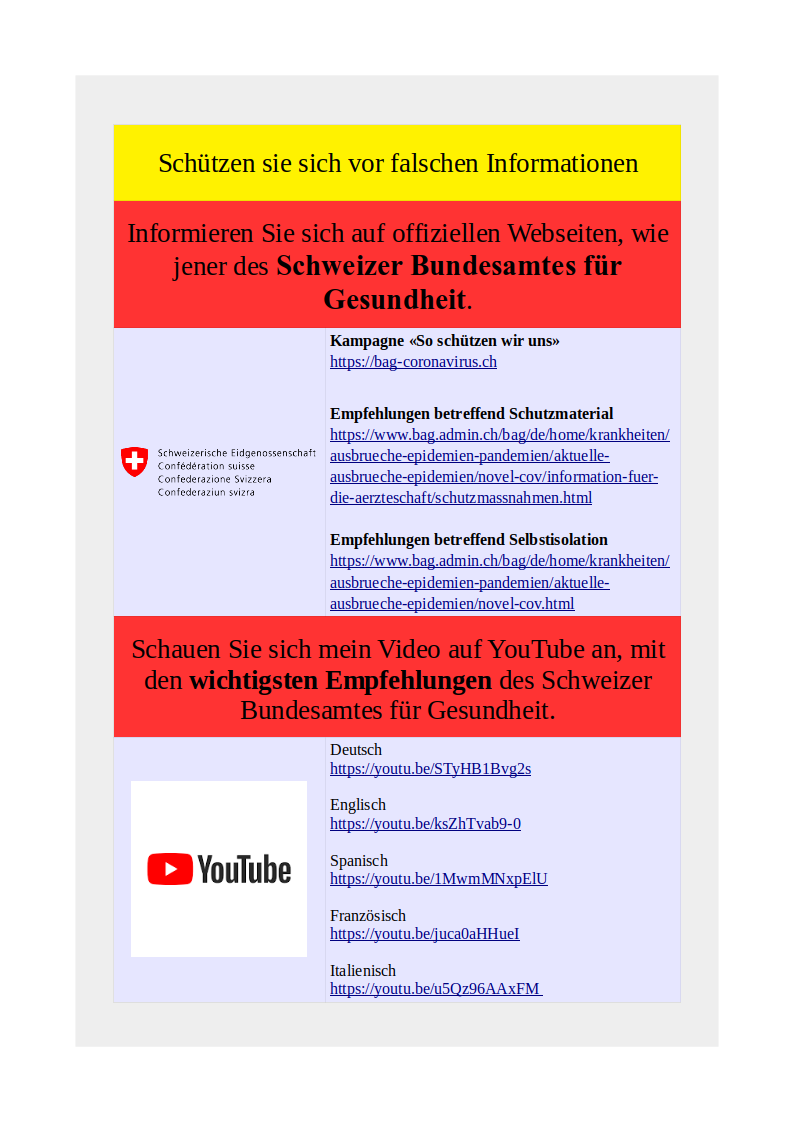 Schützen sie sich vor falschen Informationen
Informieren Sie sich auf offiziellen Webseiten, wie
jener des Schweizer Bundesamtes für
Gesundheit.
Schweizerische Eidgenossenschaft
Confédération suisse
Confederazione Svizzera
Confederaziun svizra
Kampagne «So schützen wir uns»
https://bag-coronavirus.ch
Empfehlungen betreffend Schutzmaterial
https://www.bag.admin.ch/bag/de/home/krankheiten/
ausbrueche-epidemien-pandemien/aktuelle-
ausbrueche-epidemien/novel-cov/information-fuer-
die-aerzteschaft/schutzmassnahmen.html
Empfehlungen betreffend Selbstisolation
https://www.bag.admin.ch/bag/de/home/krankheiten/
ausbrueche-epidemien-pandemien/aktuelle-
ausbrueche-epidemien/novel-cov.html
Schauen Sie sich mein Video auf YouTube an, mit
den wichtigsten Empfehlungen des Schweizer
Bundesamtes für Gesundheit.
YouTube
Deutsch
https://youtu.be/STyHB1Bvg2s
Englisch
https://youtu.be/ksZhTvab9-0
Spanisch
https://youtu.be/1MwmMNxpElU
Französisch
https://youtu.be/juca0aHHueI
Italienisch
https://youtu.be/u5Qz96AAxFM